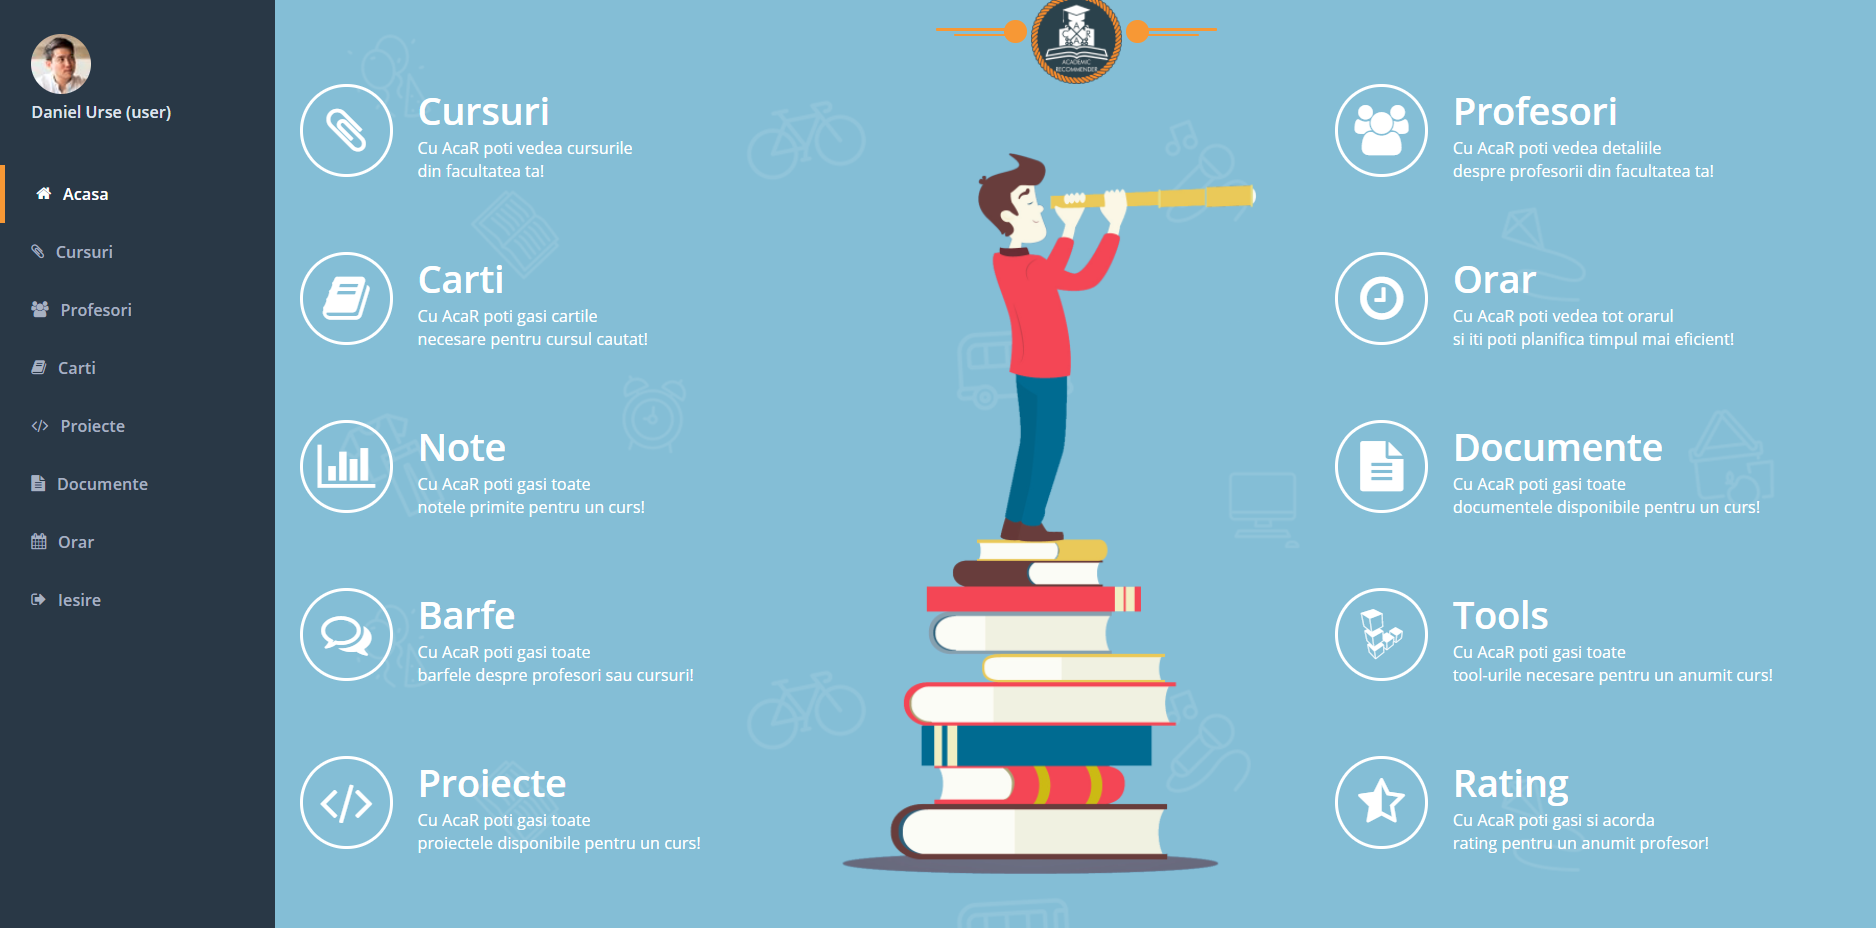 Daniel Urse (user)
Acasa
Cursuri
Profesori
Carti
Proiecte
Documente
Orar
Iesire
A
C R
A
ACADEMIC
RECOMMENDER
Cursuri
Cu AcaR poti vedea cursurile
din facultatea ta!
Carti
Cu AcaR poti gasi cartile
necesare pentru cursul cautat!
Note
Cu AcaR poti gasi toate
notele primite pentru un curs!
Barfe
Cu AcaR poti gasi toate
barfele despre profesori sau cursuri!
Proiecte
Cu AcaR poti gasi toate
proiectele disponibile pentru un curs!
Profesori
Cu AcaR poti vedea detaliile
despre profesorii din facultatea ta!
Orar
Cu AcaR poti vedea tot orarul
si iti poti planifica timpul mai eficient!
Documente
Cu AcaR poti gasi toate
documentele disponibile pentru un curs!
Tools
Cu AcaR poti gasi toate
tool-urile necesare pentru un anumit curs!
Rating
Cu AcaR poti gasi si acorda
rating pentru un anumit profesor!